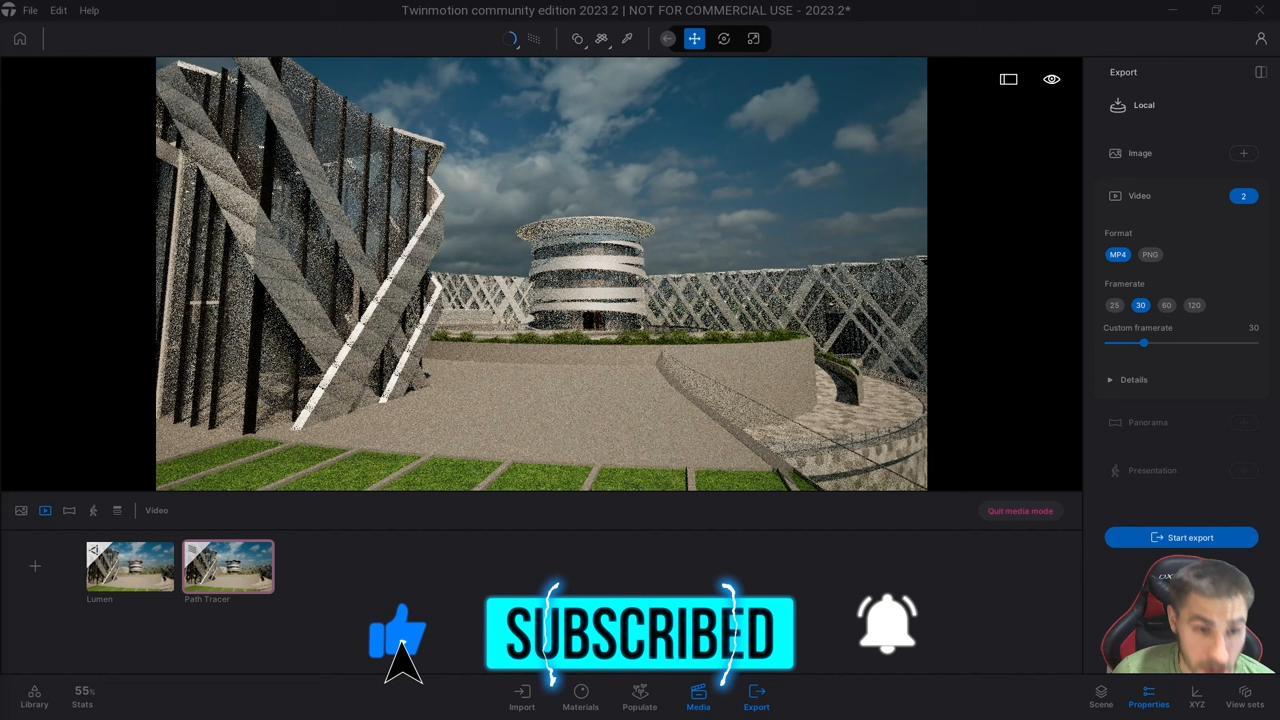 File Edit Help
Twinmotion community edition 2023.2 | NOT FOR COMMERCIAL USE - 2023.2*
Export
Local
Image
Video
2
Format
MP4 PNG
Framerate
25 30 60 120
Custom framerate 30
Details
Panorama
Presentation
Video
Quit media mode
Start export
Lumen
Path Tracer
SUBSCRIBED
Library
55%
Stats
Import
Materials
Populate
Media
Export
Scene
Properties
XYZ
View sets